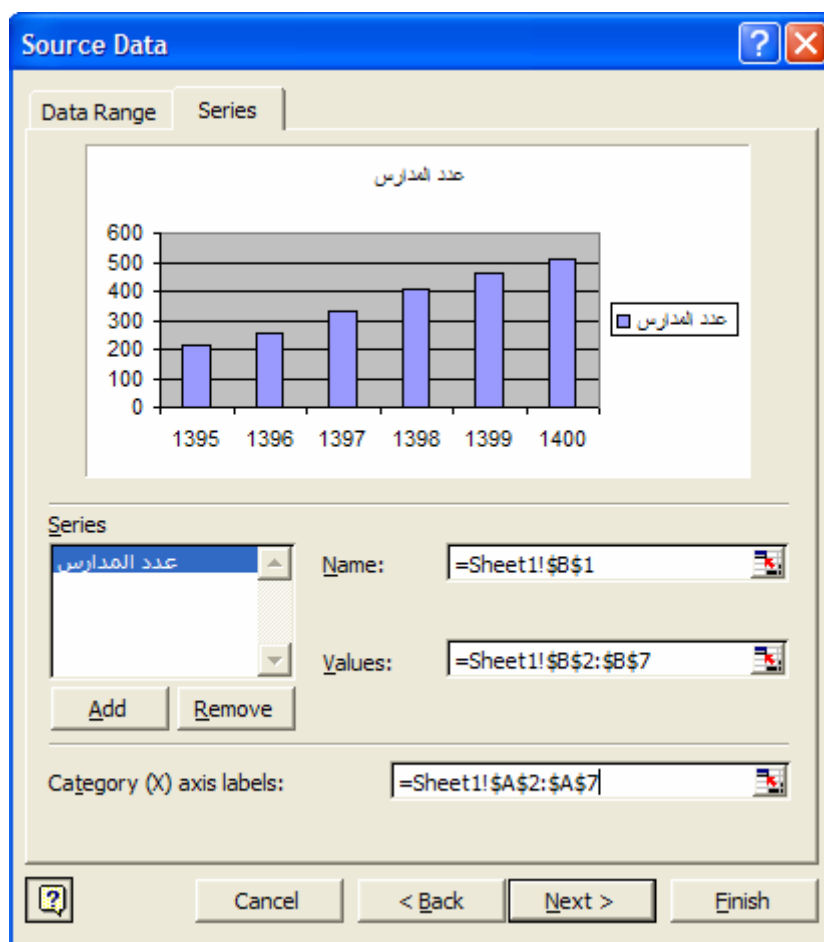 Source Data
Data Range Series
عدد المدارس
600
500
400
300
200
100
0
عدد المدارس
1395 1396 1397 1398 1399 1400
Series
عدد المدارس
Name: =Sheet1!$B$1
Values: =Sheet1!$B$2:$B$7
Add Remove
Category (X) axis labels: =Sheet1!$A$2:$A$7
Cancel < Back Next > Finish